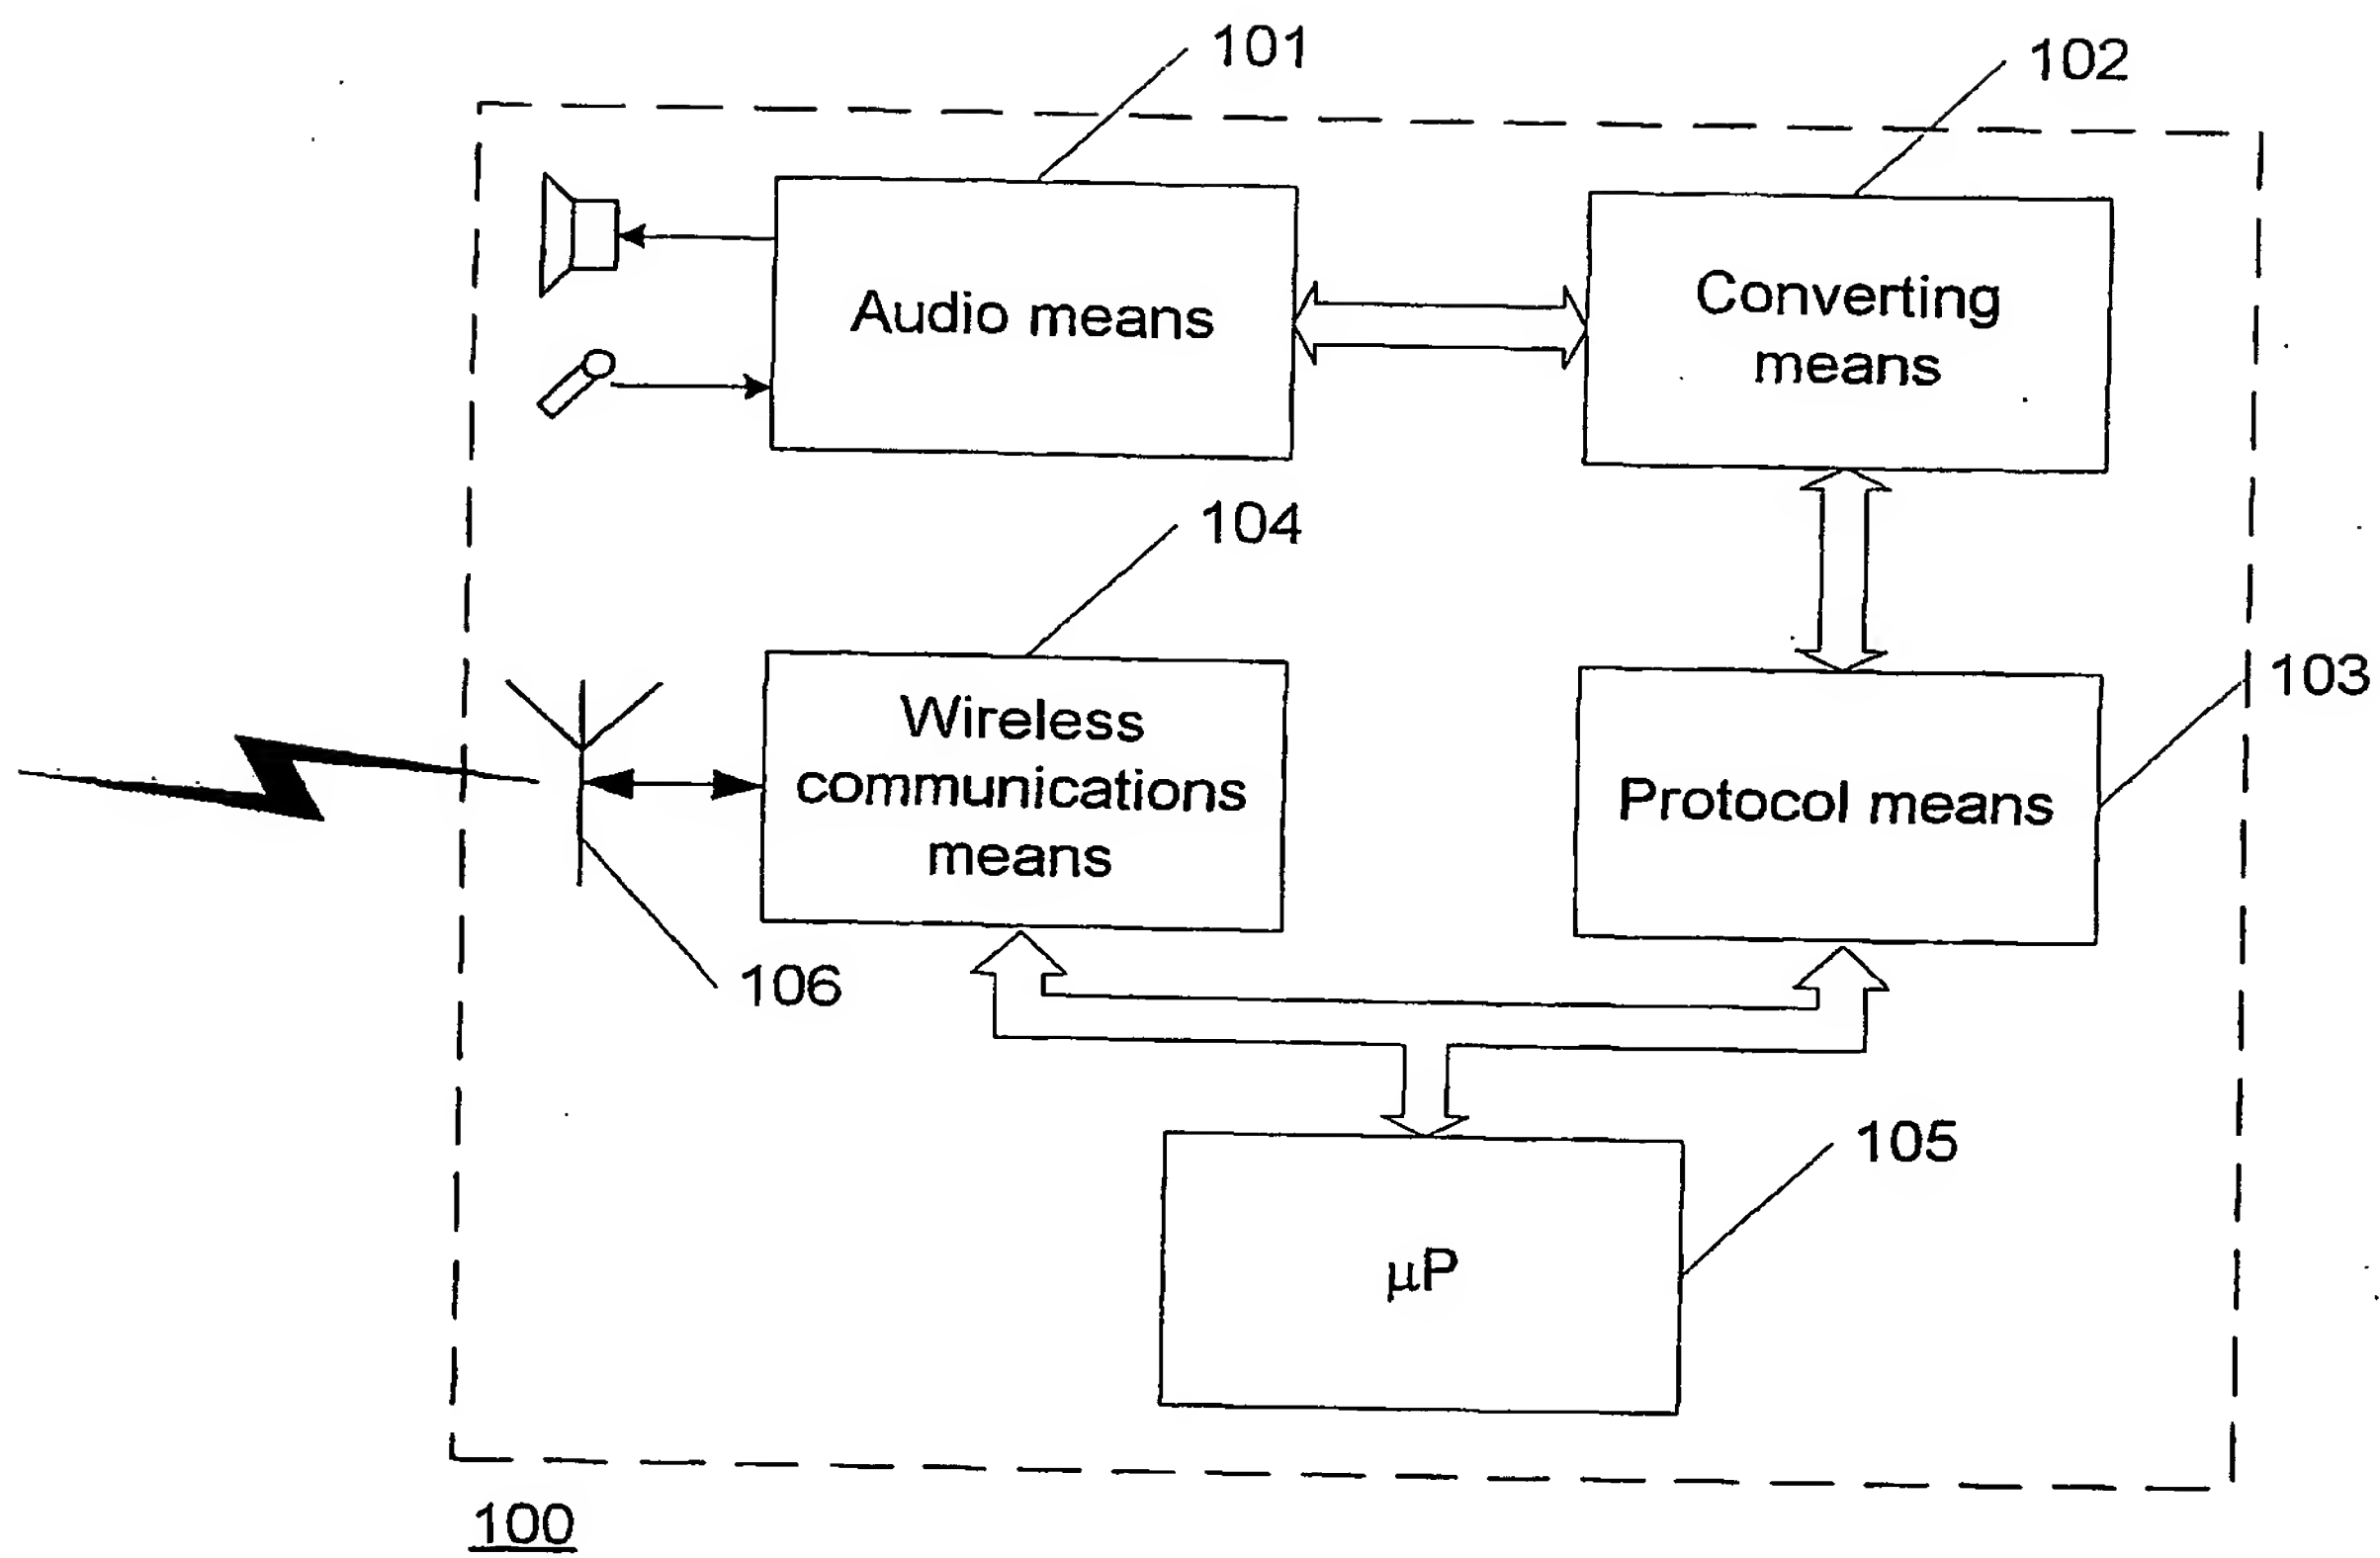 101
102
Audio means
Converting
means
104
103
Wireless
communications
means
Protocol means
106
105
µP
100